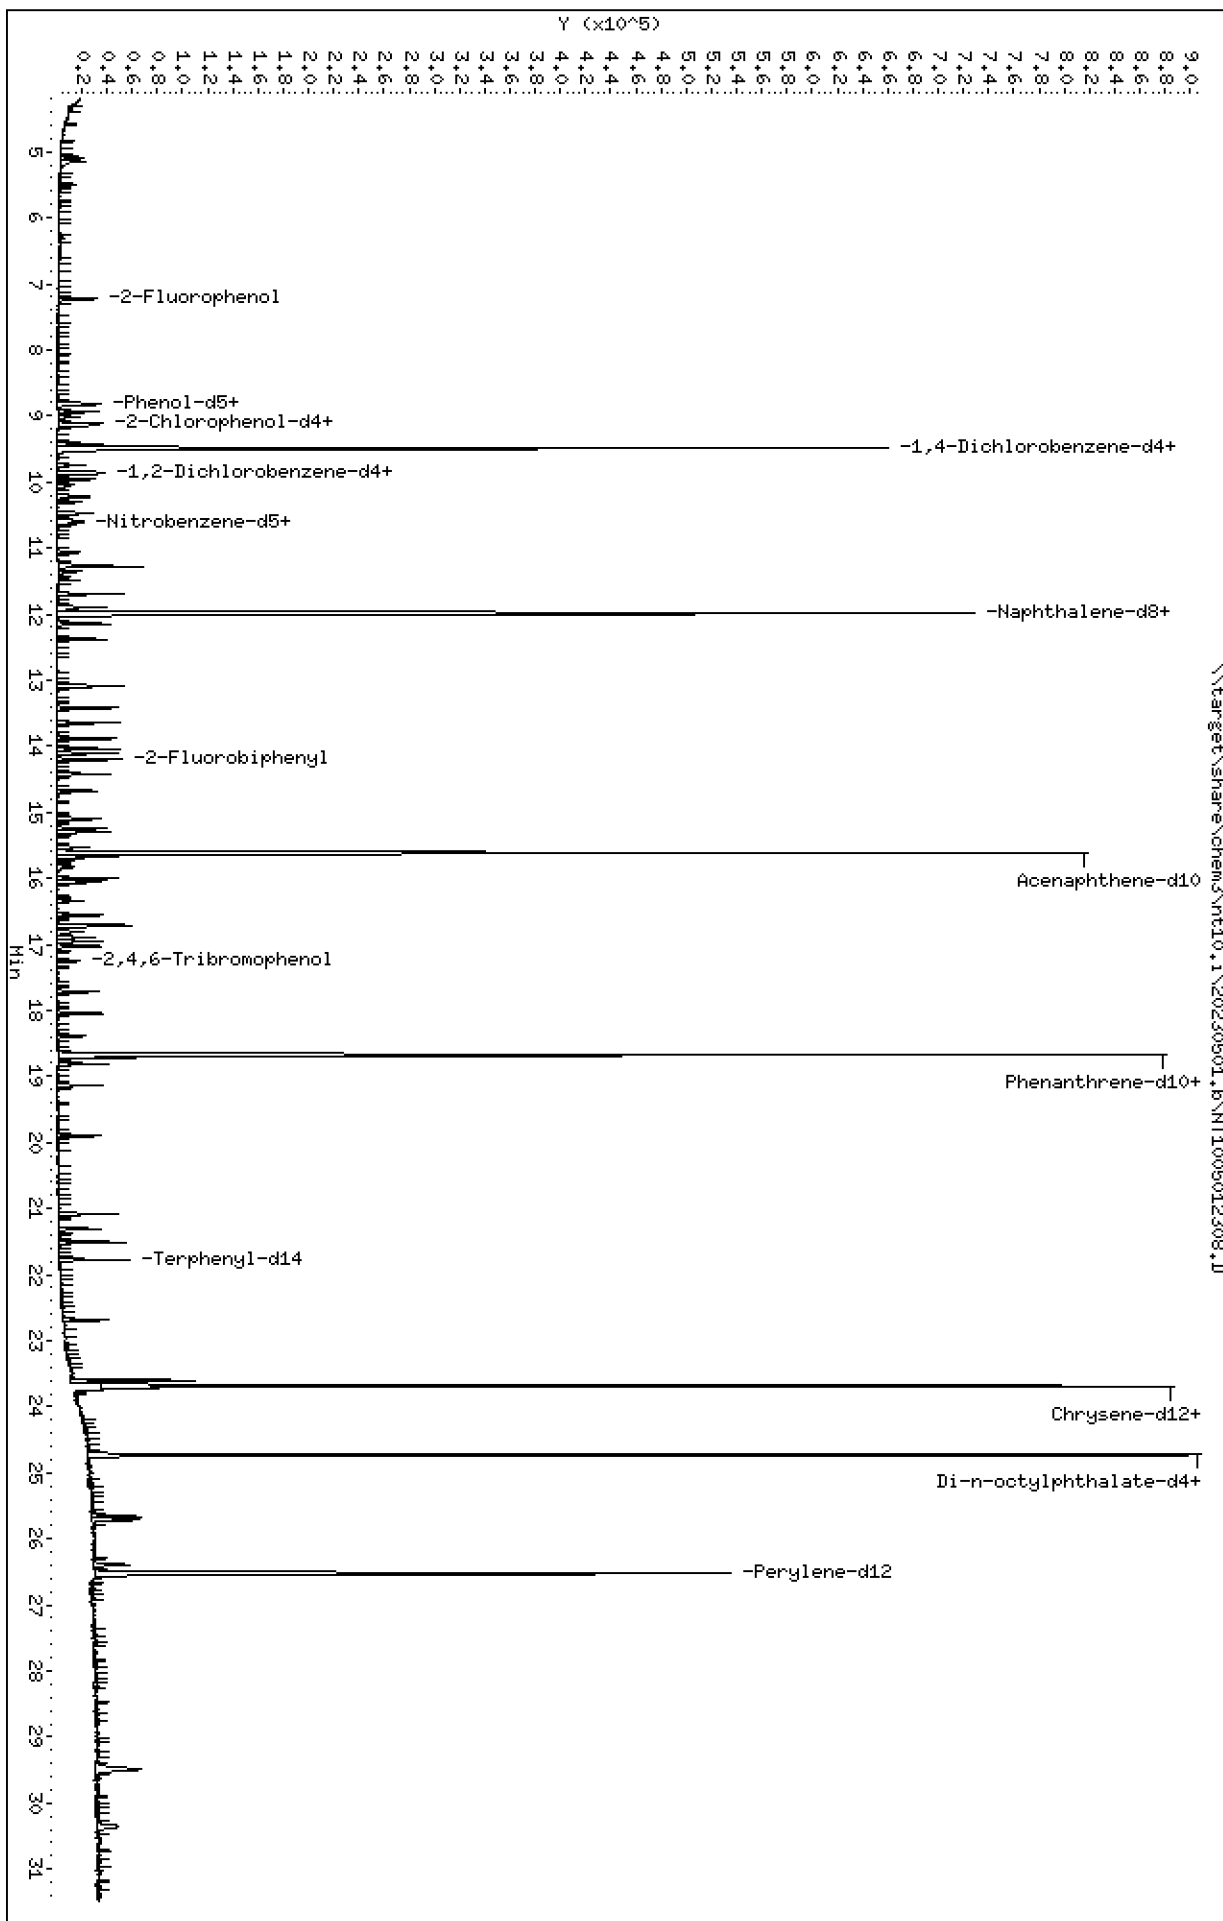 \\target\share\chem3\nt10.i\20230501.b\NT1005012308.D
Y (x10^5)
9.0
8.8
8.6
8.4
8.2
8.0
7.8
7.6
7.4
7.2
7.0
6.8
6.6
6.4
6.2
6.0
5.8
5.6
5.4
5.2
5.0
4.8
4.6
4.4
4.2
4.0
3.8
3.6
3.4
3.2
3.0
2.8
2.6
2.4
2.2
2.0
1.8
1.6
1.4
1.2
1.0
0.8
0.6
0.4
0.2
-2-Fluorophenol
-Phenol-d5+
-2-Chlorophenol-d4+
-1,4-Dichlorobenzene-d4+
-1,2-Dichlorobenzene-d4+
-Nitrobenzene-d5+
-Naphthalene-d8+
-2-Fluorobiphenyl
Acenaphthene-d10
-2,4,6-Tribromophenol
Phenanthrene-d10+
-Terphenyl-d14
Chrysene-d12+
Di-n-octylphthalate-d4+
-Perylene-d12
5 6 7 8 9 10 11 12 13 14 15 16 17 18 19 20 21 22 23 24 25 26 27 28 29 30 31
Min